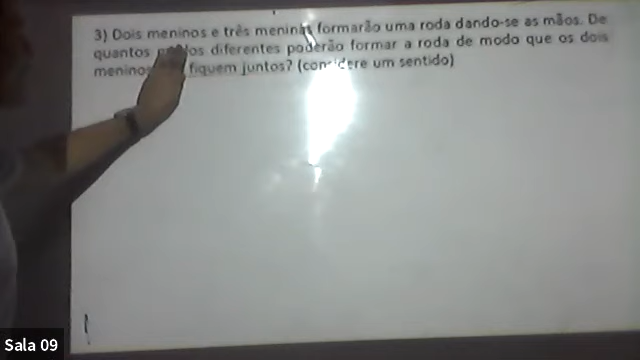 3) Dois meninos e três meninas formarão uma roda dando-se as mãos. De
quantos diferentes poderão formar a roda de modo que os dois
fiquem juntos? (considere um sentido)
Sala 09